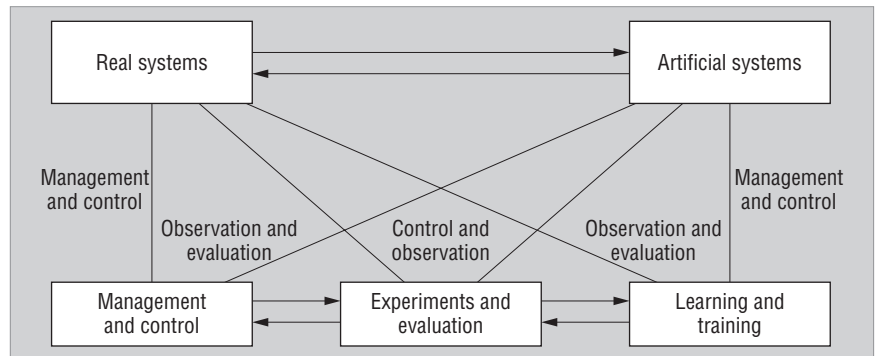 Real systems
Artificial systems
Management
and control
Management
and control
Observation and
evaluation
Control and
observation
Observation and
evaluation
Management
and control
Experiments and
evaluation
Learning and
training